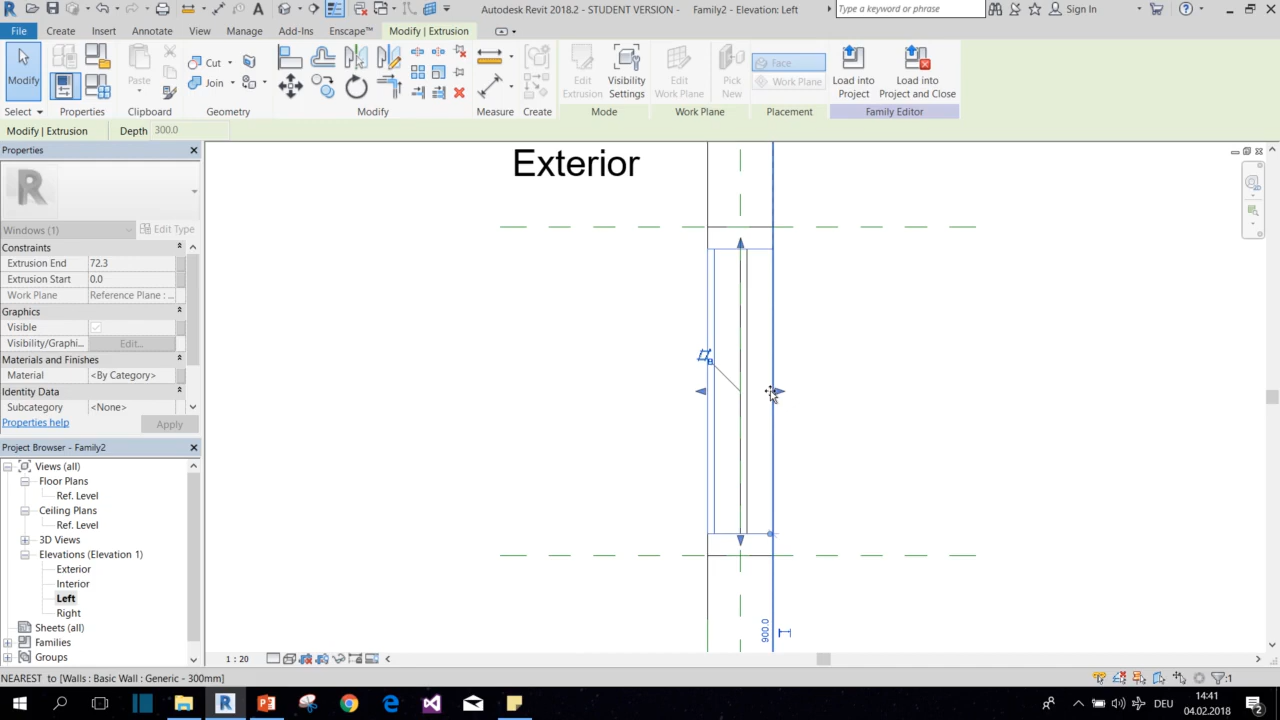 Autodesk Revit 2018.2 - STUDENT VERSION - Family2 - Elevation: Left
Type a keyword or phrase
Sign In
File Create Insert Annotate View Manage Add-Ins Enscape™ Modify | Extrusion
Modify
Paste
Cut
Join
Edit Extrusion
Visibility Settings
Edit Work Plane
Pick New
Face
Work Plane
Load into Project
Load into Project and Close
Select Properties Clipboard Geometry Modify Measure Create Mode Work Plane Placement Family Editor
Modify | Extrusion Depth 300.0
Properties
Windows (1) Edit Type
Constraints
Extrusion End 72.3
Extrusion Start 0.0
Work Plane Reference Plane : ...
Graphics
Visible
Visibility/Graphi... Edit...
Materials and Finishes
Material <By Category>
Identity Data
Subcategory <None>
Properties help Apply
Project Browser - Family2
Views (all)
Floor Plans
Ref. Level
Ceiling Plans
Ref. Level
3D Views
Elevations (Elevation 1)
Exterior
Interior
Left
Right
Sheets (all)
Families
Groups
Exterior
900.0
1 : 20
NEAREST to [Walls : Basic Wall : Generic - 300mm]
:1
DEU
14:41
04.02.2018
2